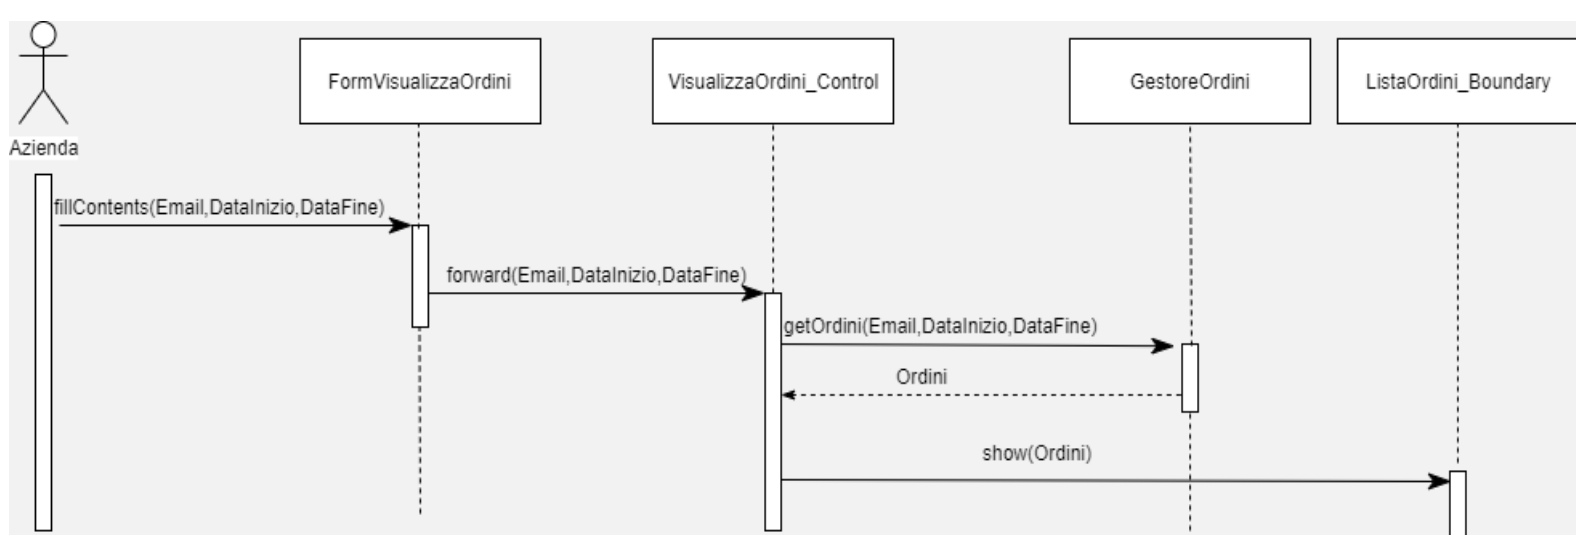 FormVisualizzaOrdini
VisualizzaOrdini_Control
GestoreOrdini
ListaOrdini_Boundary
Azienda
fillContents(Email,DataInizio,DataFine)
forward(Email,DataInizio,DataFine)
getOrdini(Email,DataInizio,DataFine)
Ordini
show(Ordini)